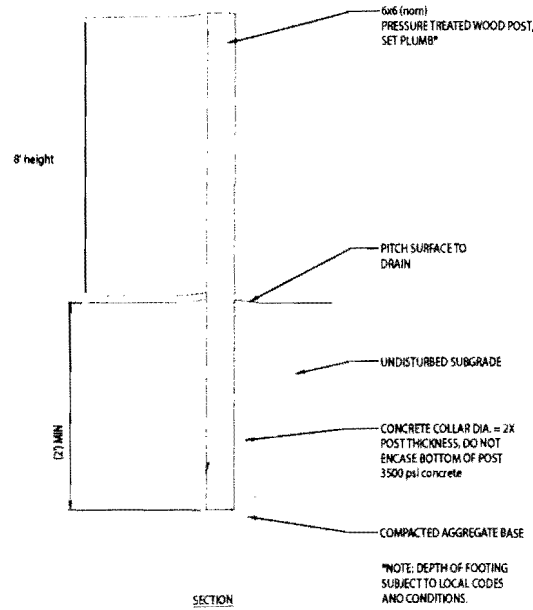 6x6 (nom)
PRESSURE TREATED WOOD POST,
SET PLUMB*
8' height
PITCH SURFACE TO
DRAIN
UNDISTURBED SUBGRADE
(2') MIN
CONCRETE COLLAR DIA. = 2X
POST THICKNESS, DO NOT
ENCASE BOTTOM OF POST
3500 psi concrete
COMPACTED AGGREGATE BASE
*NOTE: DEPTH OF FOOTING
SUBJECT TO LOCAL CODES
AND CONDITIONS.
SECTION